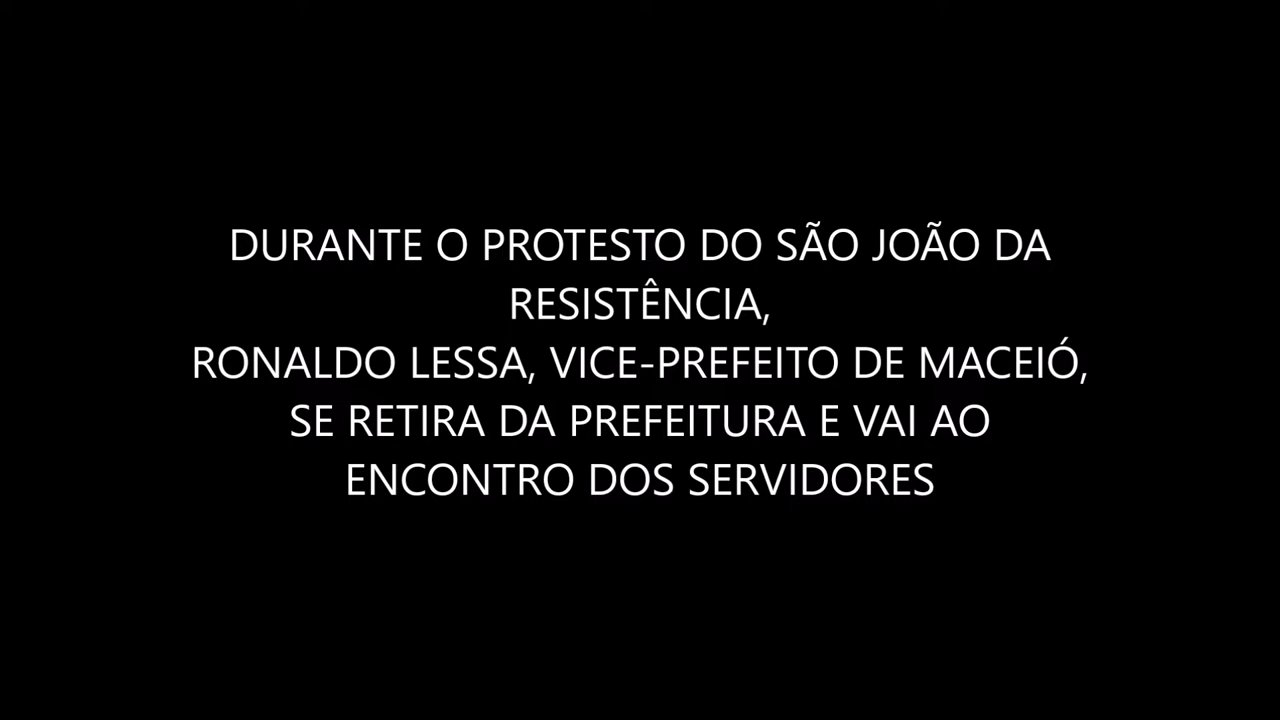 DURANTE O PROTESTO DO SÃO JOÃO DA
RESISTÊNCIA,
RONALDO LESSA, VICE-PREFEITO DE MACEIÓ,
SE RETIRA DA PREFEITURA E VAI AO
ENCONTRO DOS SERVIDORES